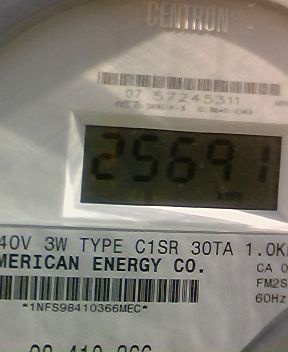 CENTRON
07 57245311
25691
kWh
40V 3W TYPE C1SR 30TA 1.0K
MERICAN ENERGY CO.
CA 0
FM2S
60Hz
*1NFS98410366MEC*